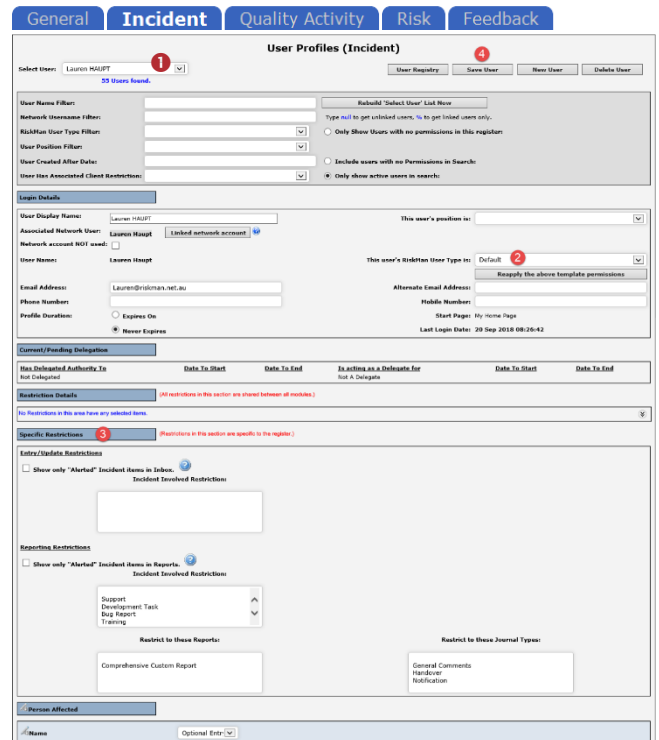 General Incident Quality Activity Risk Feedback
User Profiles (Incident)
4
Select User: Lauren HAUPT 1
User Registry Save User New User Delete User
55 Users found.
User Name Filter: Rebuild 'Select User' List Now
Network Username Filter: Type null to get unlinked users, % to get linked users only.
RiskMan User Type Filter: Only Show Users with no permissions in this register:
User Position Filter:
User Created After Date: Include users with no Permissions in Search:
User Has Associated Client Restriction: Only show active users in search:
Login Details
User Display Name: Lauren HAUPT This user's position is:
Associated Network User: Lauren Haupt Linked network account
Network account NOT used:
User Name: Lauren Haupt This user's RiskMan User Type is: Default 2
Reapply the above template permissions
Email Address: Lauren@riskman.net.au Alternate Email Address:
Phone Number: Mobile Number:
Profile Duration: Expires On Start Page: My Home Page
Never Expires Last Login Date: 20 Sep 2018 08:26:42
Current/Pending Delegation
Has Delegated Authority To Date To Start Date To End Is acting as a Delegate for Date To Start Date To End
Not Delegated Not A Delegate
Restriction Details (All restrictions in this section are shared between all modules.)
No Restrictions in this area have any selected items.
Specific Restrictions 3 (Restrictions in this section are specific to the register.)
Entry/Update Restrictions
Show only "Alerted" Incident items in Inbox. ?
Incident Involved Restriction:
Reporting Restrictions
Show only "Alerted" Incident items in Reports. ?
Incident Involved Restriction:
Support
Development Task
Bug Report
Training
Restrict to these Reports: Restrict to these Journal Types:
Comprehensive Custom Report General Comments
Handover
Notification
Person Affected
Name Optional Entr